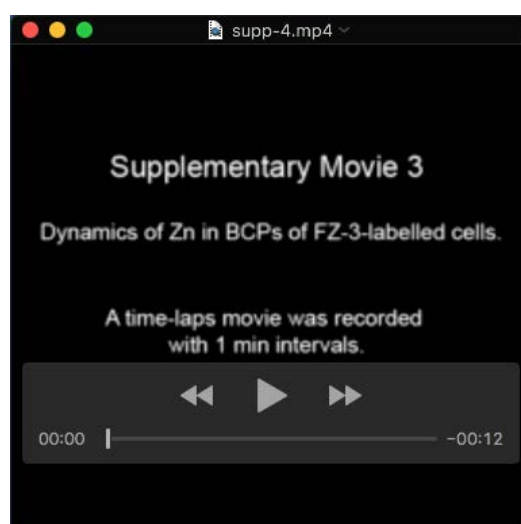 supp-4.mp4
Supplementary Movie 3
Dynamics of Zn in BCPs of FZ-3-labelled cells.
A time-laps movie was recorded
with 1 min intervals.
00:00 -00:12